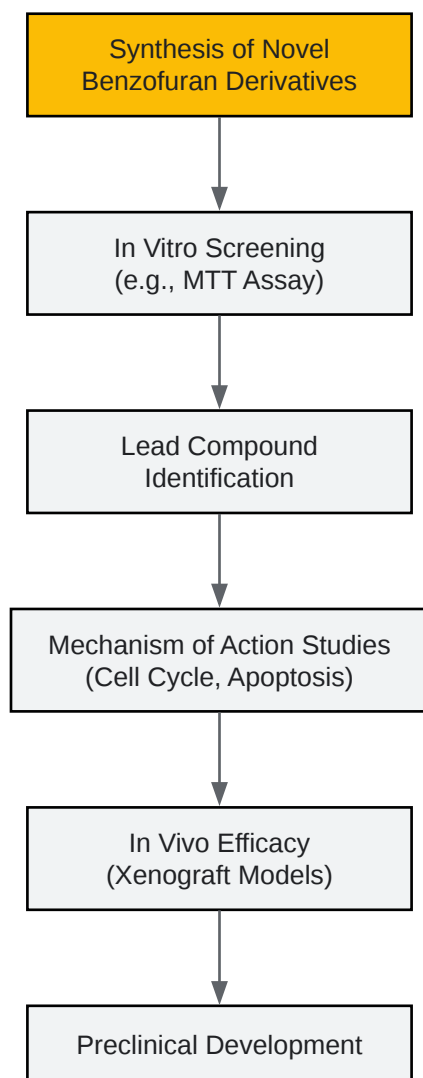 Synthesis of Novel
Benzofuran Derivatives
In Vitro Screening
(e.g., MTT Assay)
Lead Compound
Identification
Mechanism of Action Studies
(Cell Cycle, Apoptosis)
In Vivo Efficacy
(Xenograft Models)
Preclinical Development